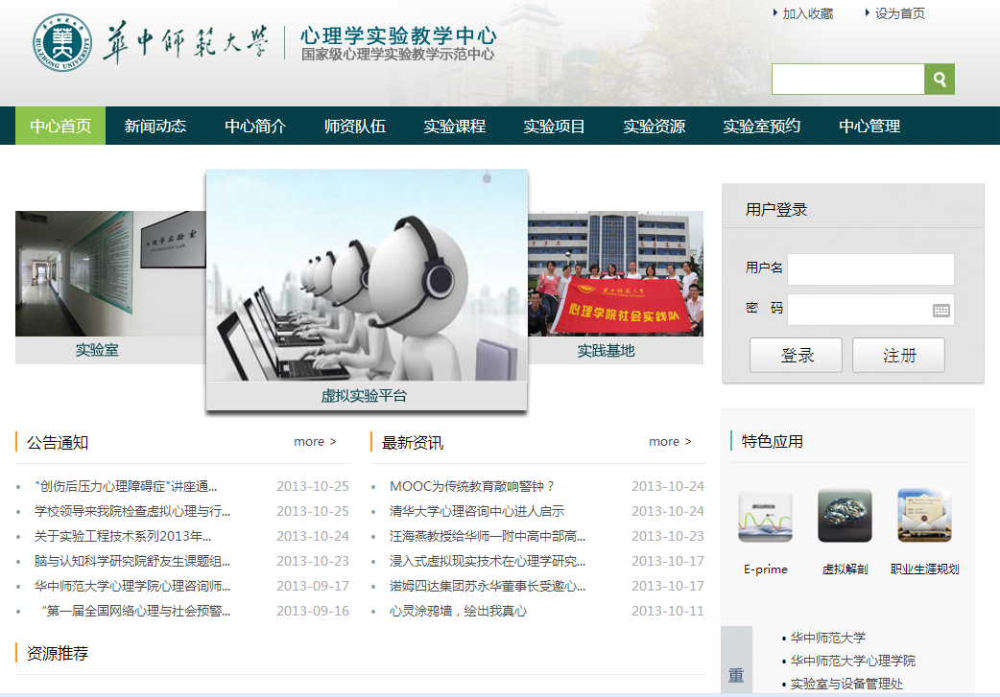 加入收藏 设为首页
HUAZHONG UNIVERSITY
華中師範大学 心理学实验教学中心
国家级心理学实验教学示范中心
中心首页 新闻动态 中心简介 师资队伍 实验课程 实验项目 实验资源 实验室预约 中心管理
心理学实验室
华中师范大学
心理学院社会实践队
实验室
虚拟实验平台
实践基地
用户登录
用户名
密 码
登录 注册
公告通知 more >
"创伤后压力心理障碍症"讲座通... 2013-10-25
学校领导来我院检查虚拟心理与行... 2013-10-25
关于实验工程技术系列2013年... 2013-10-24
脑与认知科学研究院舒友生课题组... 2013-10-23
华中师范大学心理学院心理咨询师... 2013-09-17
“第一届全国网络心理与社会预警... 2013-09-16
最新资讯 more >
MOOC为传统教育敲响警钟？ 2013-10-24
清华大学心理咨询中心进人启示 2013-10-24
汪海燕教授给华师一附中高中部高... 2013-10-23
浸入式虚拟现实技术在心理学研究... 2013-10-17
诺姆四达集团苏永华董事长受邀心... 2013-10-17
心灵涂鸦墙，绘出我真心 2013-10-11
特色应用
E-prime 虚拟解剖 职业生涯规划
资源推荐
重
华中师范大学
华中师范大学心理学院
实验室与设备管理处